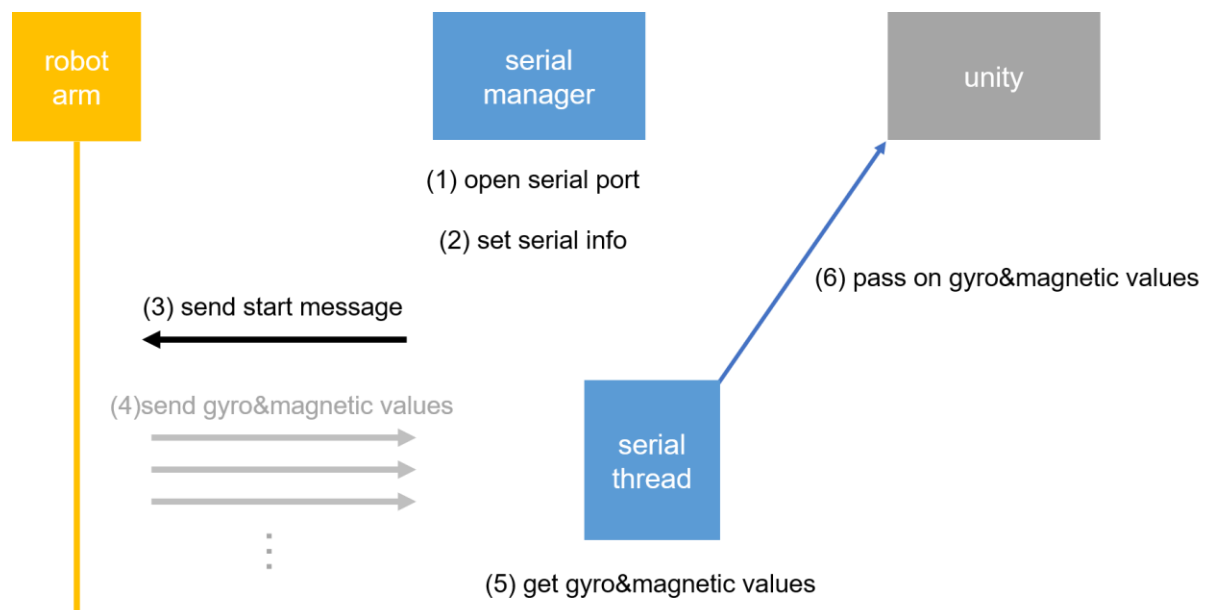 robot
arm
serial
manager
unity
(1) open serial port
(2) set serial info
(6) pass on gyro&magnetic values
(3) send start message
(4)send gyro&magnetic values
serial
thread
(5) get gyro&magnetic values